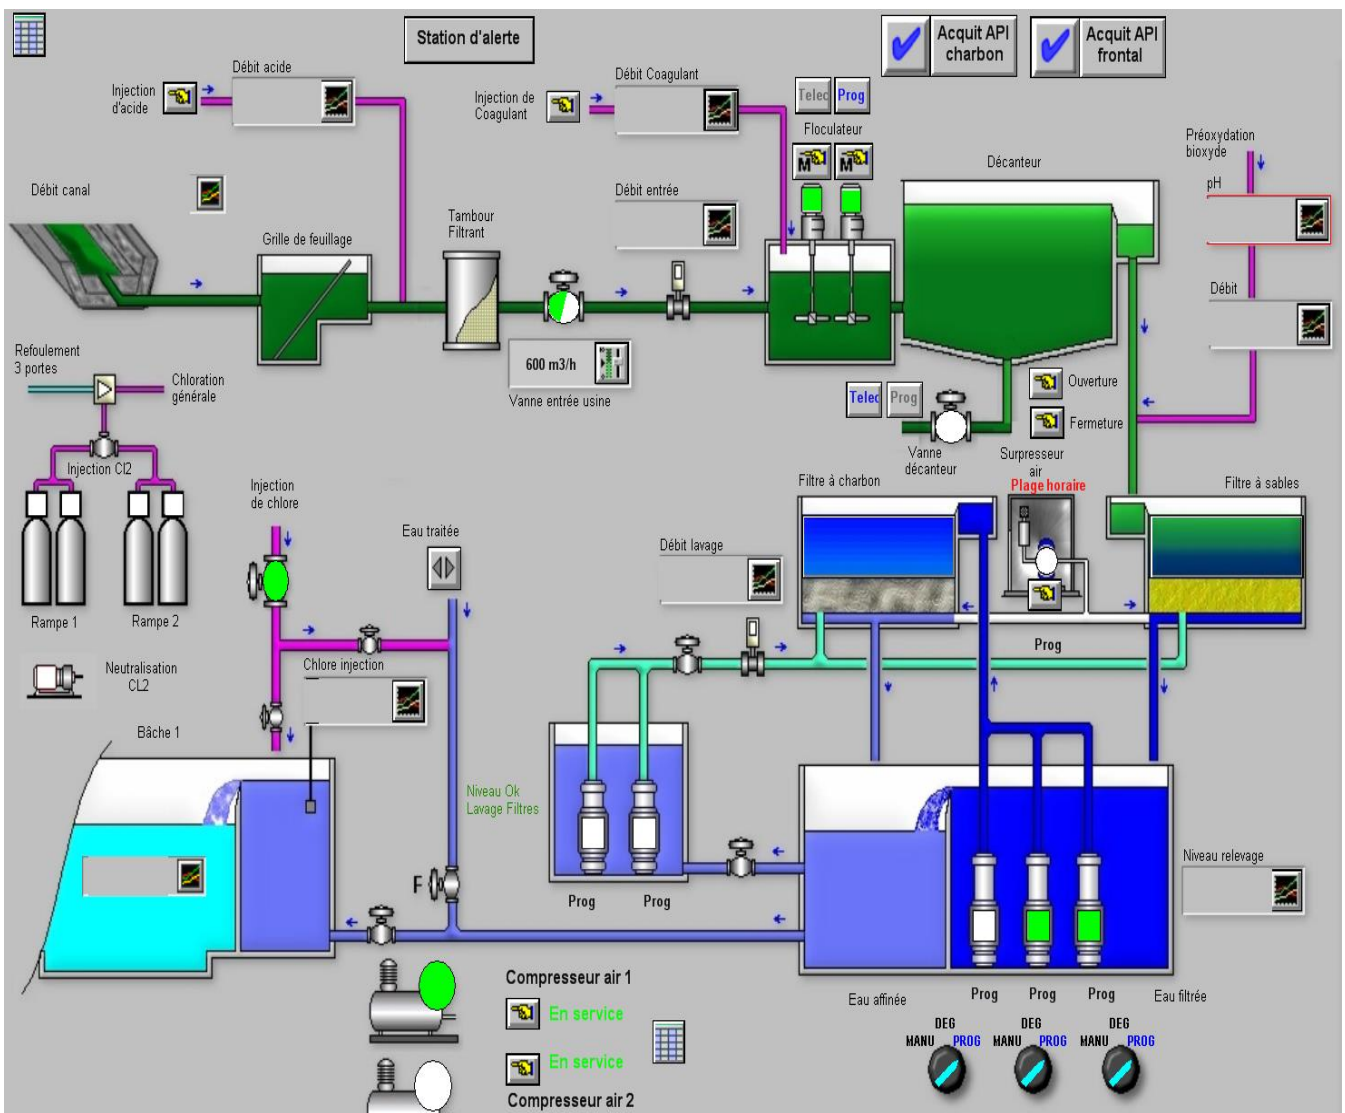 Station d'alerte
Acquit API
charbon
Acquit API
frontal
Injection
d'acide
Débit acide
Injection de
Coagulant
Débit Coagulant
Telec
Prog
Floculateur
M
M
Décanteur
Préoxydation
bioxyde
pH
Débit canal
Débit entrée
Tambour
Filtrant
Grille de feuillage
Débit
600 m3/h
Vanne entrée usine
Refoulement
3 portes
Chloration
générale
Telec
Prog
Ouverture
Fermeture
Vanne
décanteur
Surpresseur
air
Plage horaire
Injection Cl2
Injection
de chlore
Filtre à charbon
Filtre à sables
Eau traitée
Débit lavage
Rampe 1
Rampe 2
Prog
Neutralisation
CL2
Chlore injection
Bâche 1
Niveau Ok
Lavage Filtres
Niveau relevage
F
Prog
Prog
Compresseur air 1
En service
En service
Compresseur air 2
Eau affinée
Prog
Prog
Prog
Eau filtrée
DEG
MANU
PROG
DEG
MANU
PROG
DEG
MANU
PROG